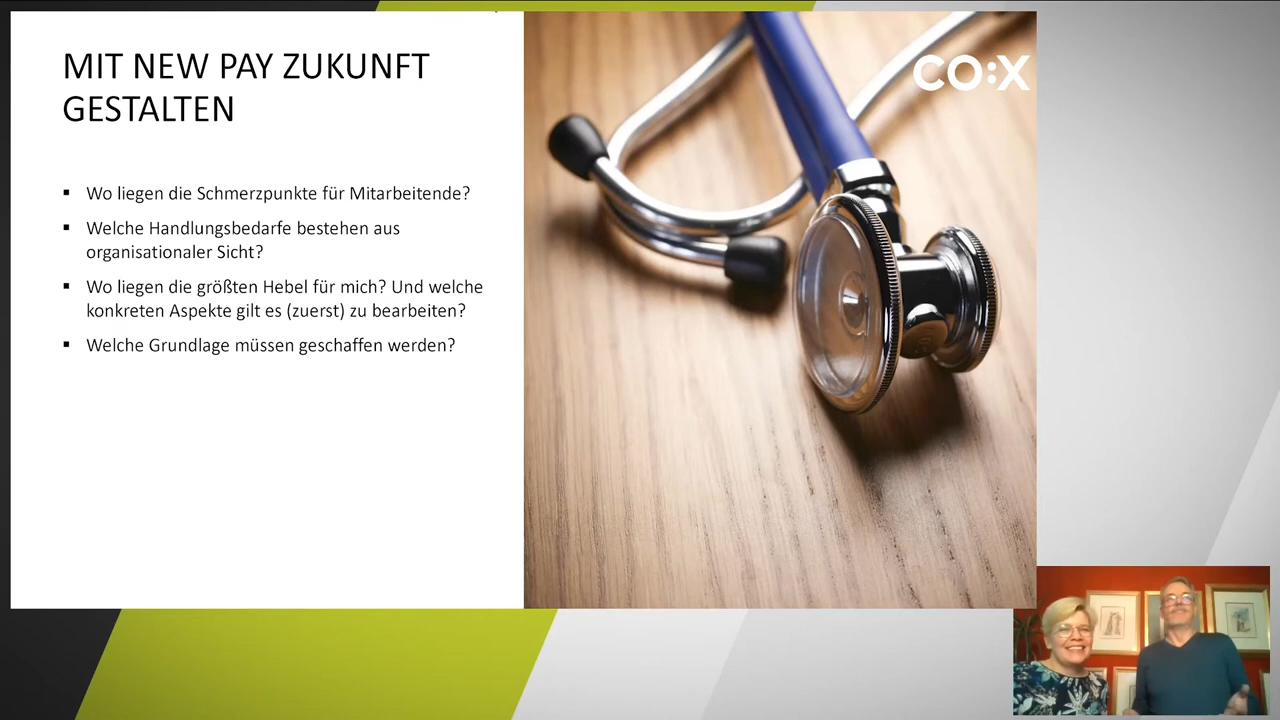 MIT NEW PAY ZUKUNFT
GESTALTEN
▪ Wo liegen die Schmerzpunkte für Mitarbeitende?
▪ Welche Handlungsbedarfe bestehen aus
organisationaler Sicht?
▪ Wo liegen die größten Hebel für mich? Und welche
konkreten Aspekte gilt es (zuerst) zu bearbeiten?
▪ Welche Grundlage müssen geschaffen werden?
CO:X